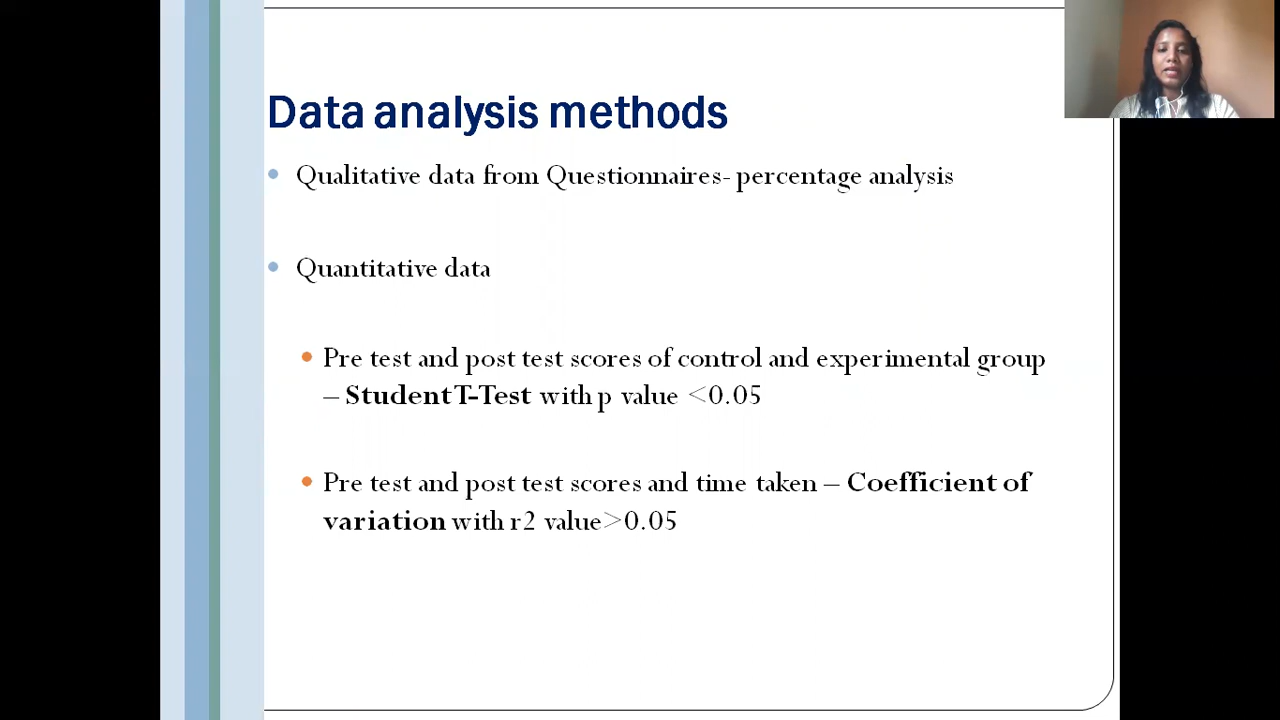 Data analysis methods
Qualitative data from Questionnaires- percentage analysis
Quantitative data
Pre test and post test scores of control and experimental group
– Student T-Test with p value <0.05
Pre test and post test scores and time taken – Coefficient of
variation with r2 value>0.05